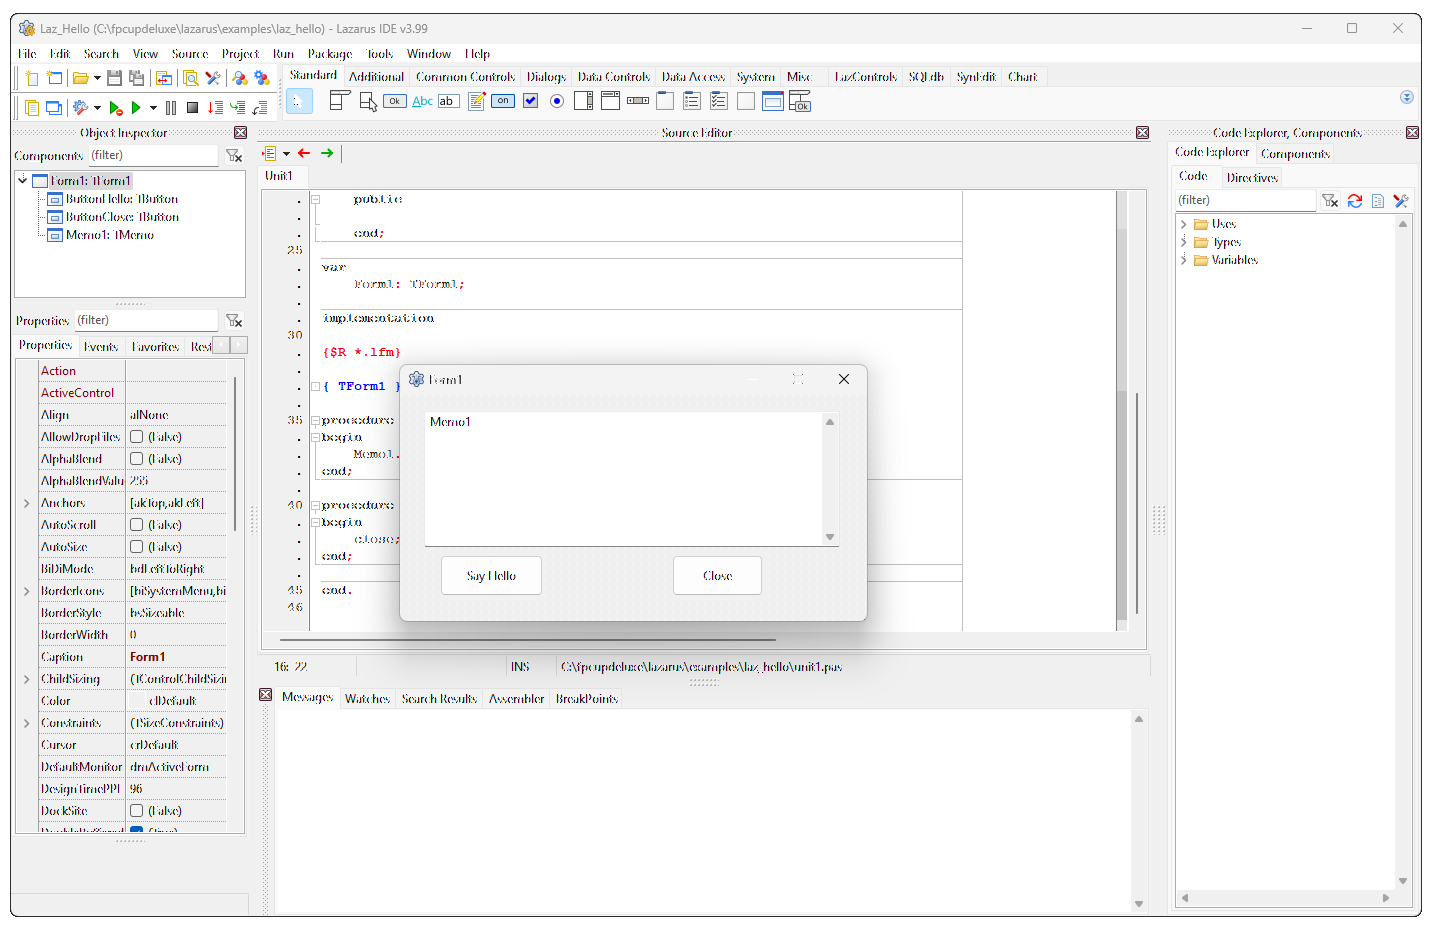 Laz_Hello (C:\fpcupdeluxe\lazarus\examples\laz_hello) - Lazarus IDE v3.99
File Edit Search View Source Project Run Package Tools Window Help
Standard Additional Common Controls Dialogs Data Controls Data Access System Misc LazControls SQLdb SynEdit Chart
Ok Abc ab on Ok
Object Inspector
Components (filter)
Form1: TForm1
ButtonHello: TButton
ButtonClose: TButton
Memo1: TMemo
Properties (filter)
Properties Events Favorites Rest
Action
ActiveControl
Align alNone
AllowDropFiles (False)
AlphaBlend (False)
AlphaBlendValu 255
Anchors [akTop,akLeft]
AutoScroll (False)
AutoSize (False)
BiDiMode bdLeftToRight
BorderIcons [biSystemMenu,bi
BorderStyle bsSizeable
BorderWidth 0
Caption Form1
ChildSizing (TControlChildSizi
Color clDefault
Constraints (TSizeConstraints)
Cursor crDefault
DefaultMonitor dmActiveForm
DesignTimePPI 96
DockSite (False)
Source Editor
Unit1
public
end;
25
var
Form1: TForm1;
implementation
30
{$R *.lfm}
{ TForm1 }
35 procedure
begin
Memo1.
end;
40 procedure
begin
close;
end;
45 end.
46
16: 22 INS C:\fpcupdeluxe\lazarus\examples\laz_hello\unit1.pas
Form1
Memo1
Say Hello Close
Messages Watches Search Results Assembler BreakPoints
Code Explorer, Components
Code Explorer Components
Code Directives
(filter)
Uses
Types
Variables